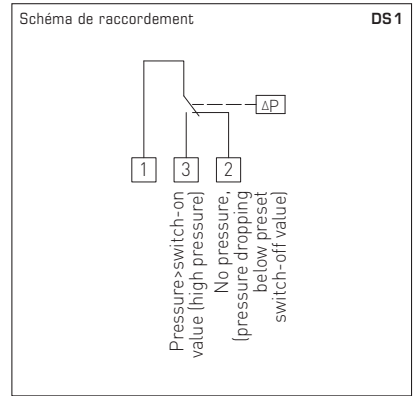 Schéma de raccordement
DS1
ΔP
1
3
2
Pressure>switch-on
value (high pressure)
No pressure,
(pressure dropping
below preset
switch-off value)